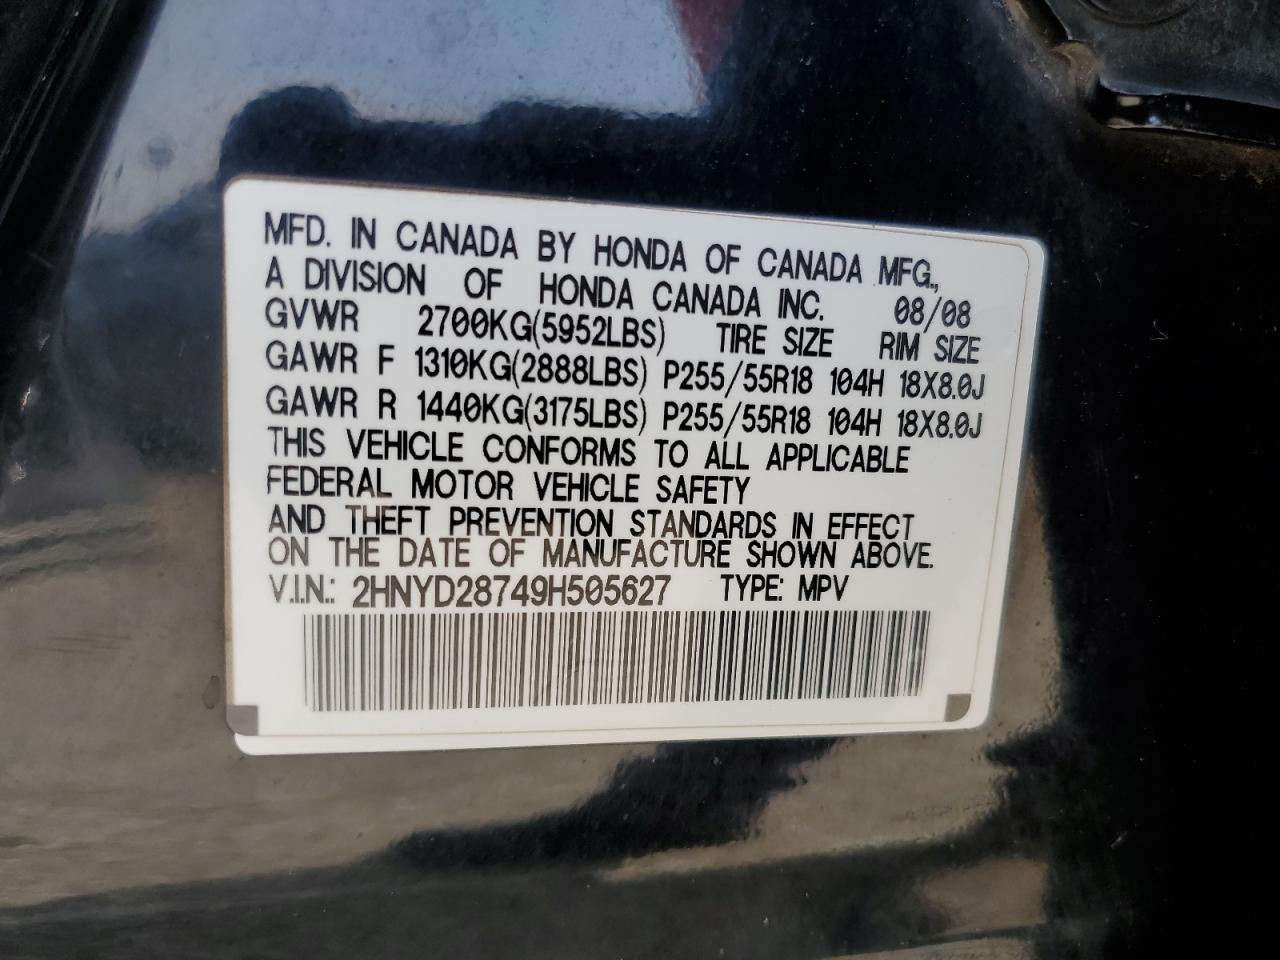 MFD. IN CANADA BY HONDA OF CANADA MFG.,
A DIVISION OF HONDA CANADA INC. 08/08
GVWR 2700KG(5952LBS) TIRE SIZE RIM SIZE
GAWR F 1310KG(2888LBS) P255/55R18 104H 18X8.0J
GAWR R 1440KG(3175LBS) P255/55R18 104H 18X8.0J
THIS VEHICLE CONFORMS TO ALL APPLICABLE
FEDERAL MOTOR VEHICLE SAFETY
AND THEFT PREVENTION STANDARDS IN EFFECT
ON THE DATE OF MANUFACTURE SHOWN ABOVE.
V.I.N.: 2HNYD28749H505627 TYPE: MPV